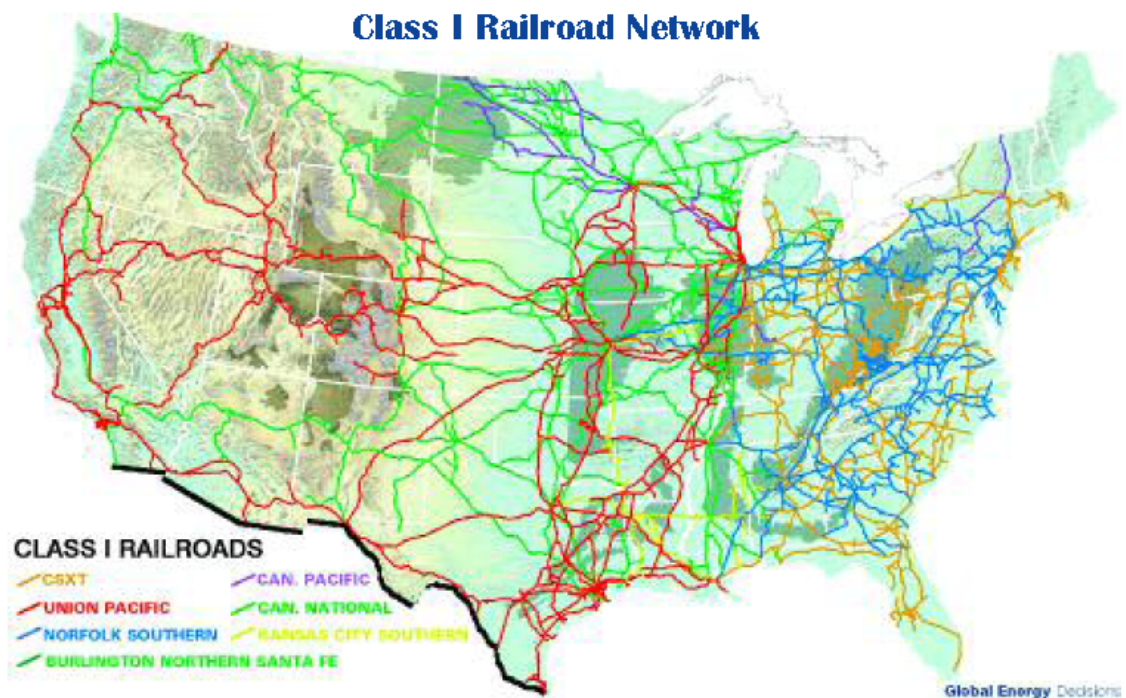 Class I Railroad Network
CLASS I RAILROADS
CSXT
CAN. PACIFIC
UNION PACIFIC
CAN. NATIONAL
NORFOLK SOUTHERN
KANSAS CITY SOUTHERN
BURLINGTON NORTHERN SANTA FE
Global Energy Decisions